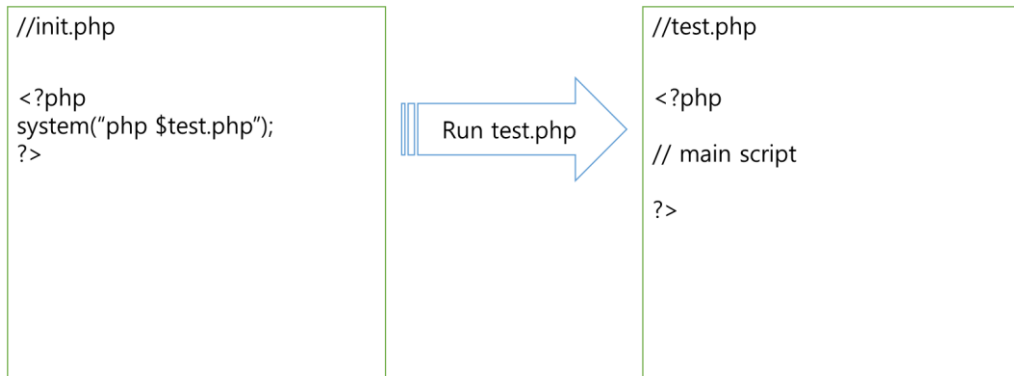 //init.php
<?php
system(“php $test.php”);
?>
Run test.php
//test.php
<?php
// main script
?>